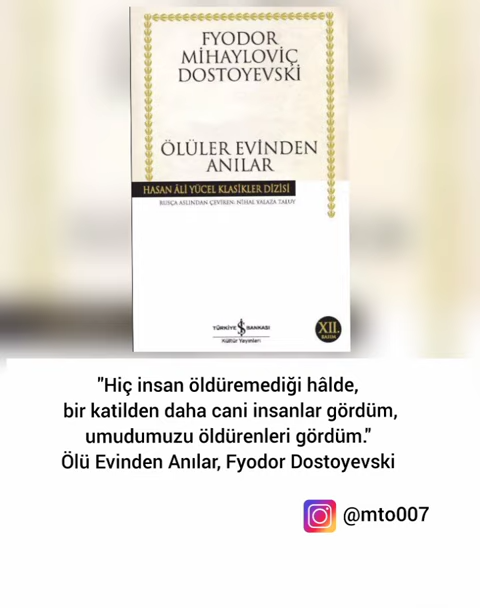 FYODOR
MİHAYLOVİÇ
DOSTOYEVSKİ
ÖLÜLER EVİNDEN
ANILAR
HASAN ÂLİ YÜCEL KLASİKLER DİZİSİ
RUSÇA ASLINDAN ÇEVİREN: NİHAL YALAZA TALUY
TÜRKİYE İŞ BANKASI
Kültür Yayınları
XII.
BASIM
"Hiç insan öldüremediği hâlde,
bir katilden daha cani insanlar gördüm,
umudumuzu öldürenleri gördüm."
Ölü Evinden Anılar, Fyodor Dostoyevski
@mto007